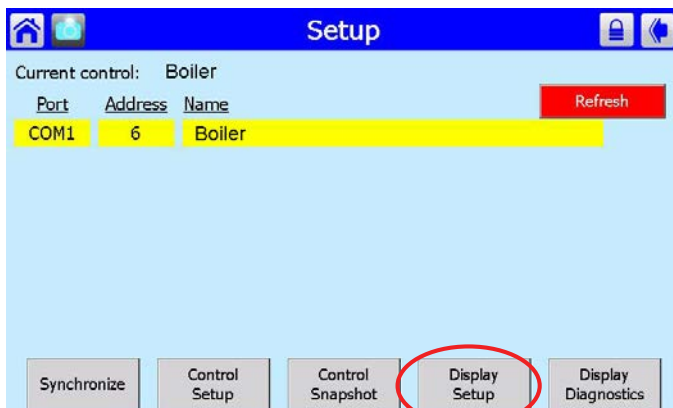 Setup
Current control: Boiler
Port Address Name
Refresh
COM1 6 Boiler
Synchronize
Control
Setup
Control
Snapshot
Display
Setup
Display
Diagnostics